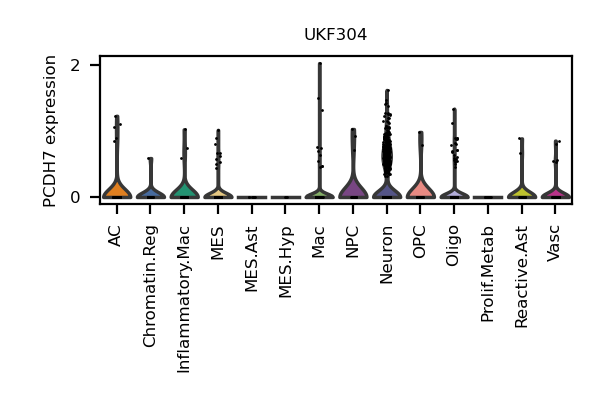 UKF304
PCDH7 expression
2
0
AC
Chromatin.Reg
Inflammatory.Mac
MES
MES.Ast
MES.Hyp
Mac
NPC
Neuron
OPC
Oligo
Prolif.Metab
Reactive.Ast
Vasc